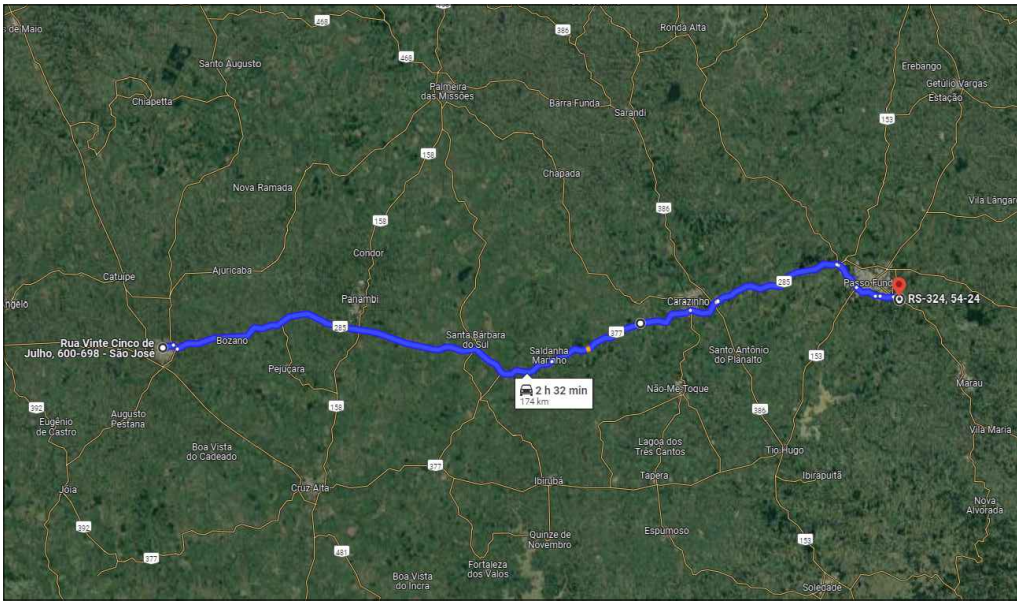 468
386
Ronda Alta
s de Maio
Santo Augusto
468
Erebango
Palmeira
das Missões
Getúlio Vargas
Estação
Chiapetta
Barra Funda
Sarandi
153
158
Chapada
Nova Ramada
Vila Lângar
386
158
Condor
Catuípe
Ajuricaba
285
Passo Fund
RS-324, 54-24
ngelo
Panambi
Carazinho
285
377
Rua Vinte Cinco de
Julho, 600-698 - São José
Bozano
Santa Bárbara
do Sul
Saldanha
Marinho
Santo Antônio
do Planalto
153
Pejuçara
2 h 32 min
174 km
Não-Me-Toque
Marau
392
Augusto
Pestana
158
386
Eugênio
de Castro
Vila Maria
Boa Vista
do Cadeado
Lagoa dos
Três Cantos
Tio Hugo
377
Jóia
Cruz Alta
Ibirubá
Tapera
Ibirapuitã
Nova
Alvorada
392
Quinze de
Novembro
Espumoso
153
377
481
Fortaleza
dos Valos
Boa Vista
do Incra
Soledade